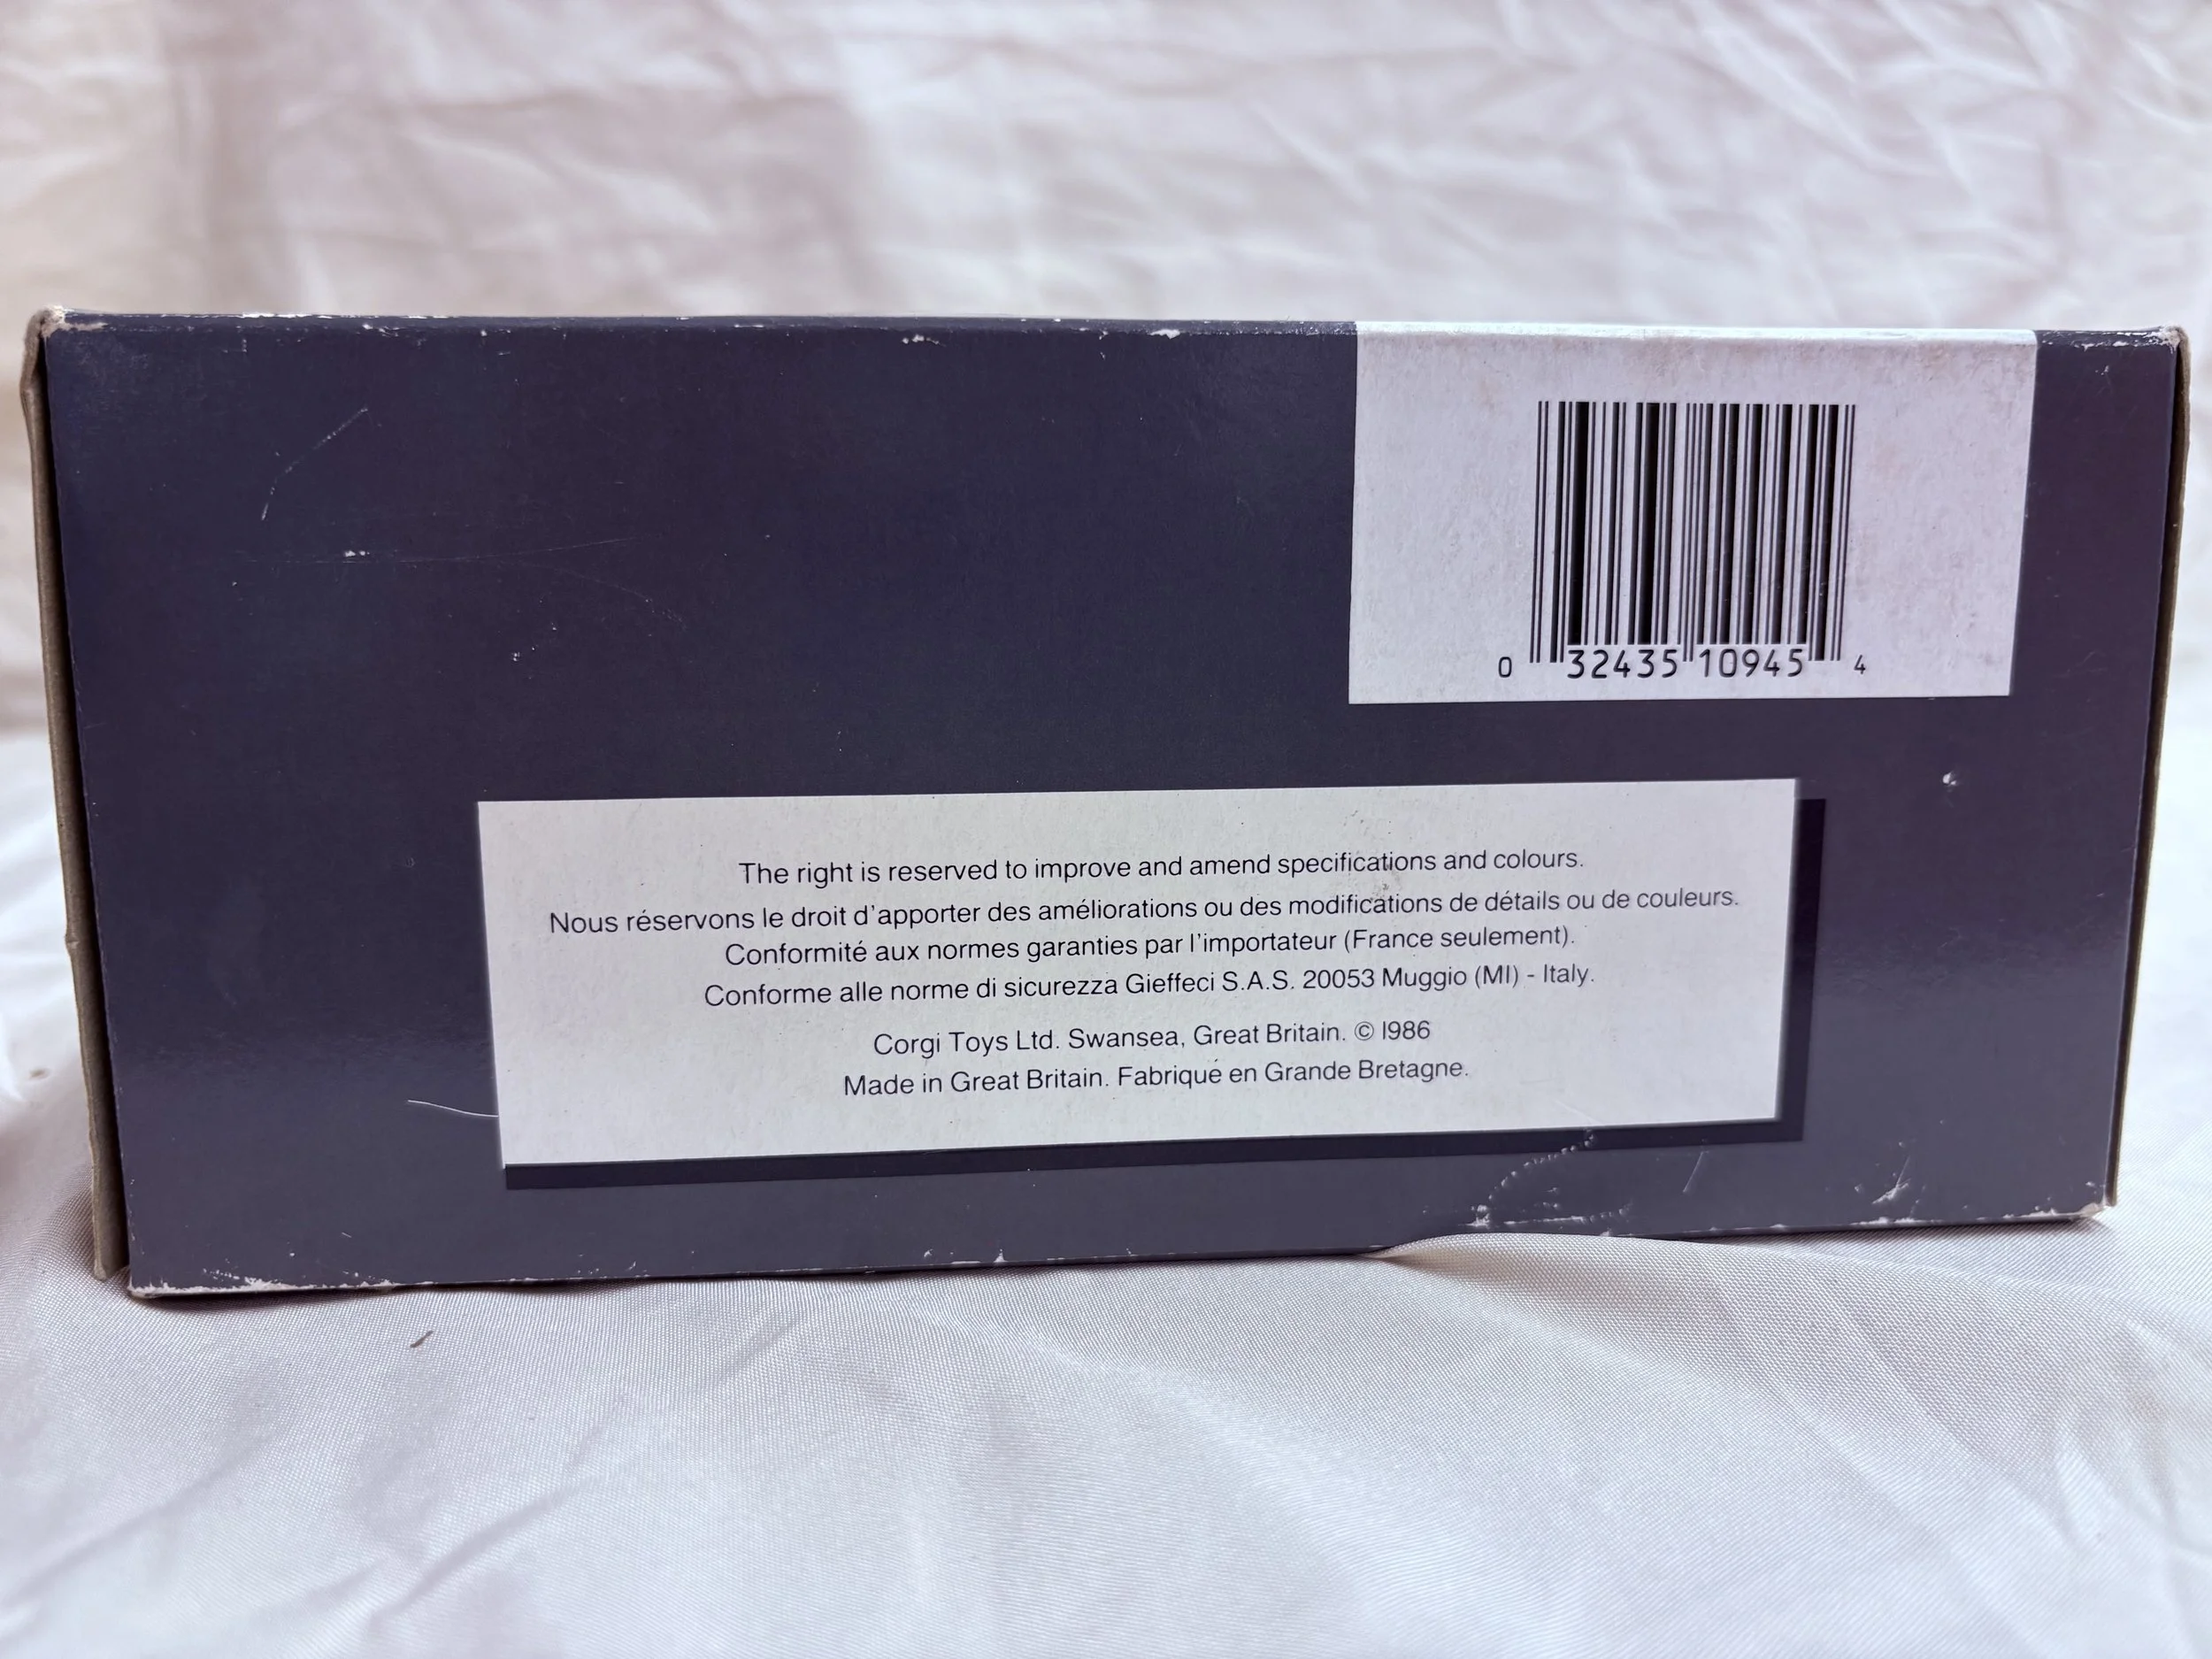 0 32435 10945 4
The right is reserved to improve and amend specifications and colours.
Nous réservons le droit d'apporter des améliorations ou des modifications de détails ou de couleurs.
Conformité aux normes garanties par l'importateur (France seulement).
Conforme alle norme di sicurezza Gieffeci S.A.S. 20053 Muggio (MI) - Italy.
Corgi Toys Ltd. Swansea, Great Britain. © 1986
Made in Great Britain. Fabriqué en Grande Bretagne.